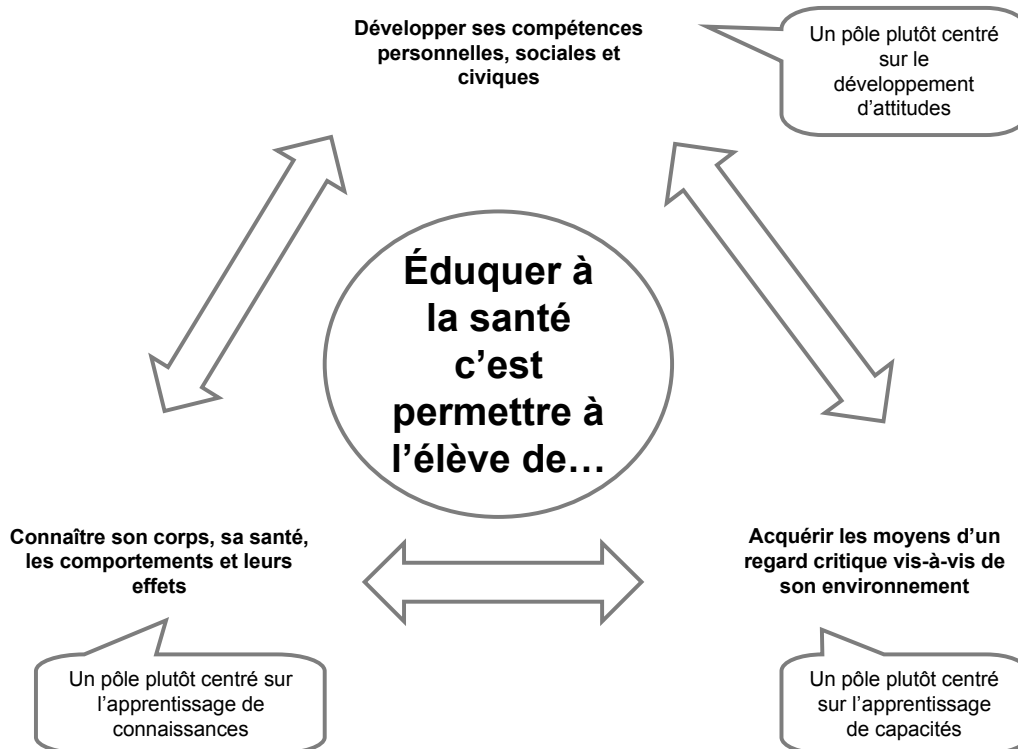 Développer ses compétences
personnelles, sociales et
civiques
Un pôle plutôt centré
sur le
développement
d'attitudes
Éduquer à
la santé
c'est
permettre à
l'élève de…
Connaître son corps, sa santé,
les comportements et leurs
effets
Acquérir les moyens d'un
regard critique vis-à-vis de
son environnement
Un pôle plutôt centré sur
l'apprentissage de
connaissances
Un pôle plutôt centré
sur l'apprentissage
de capacités